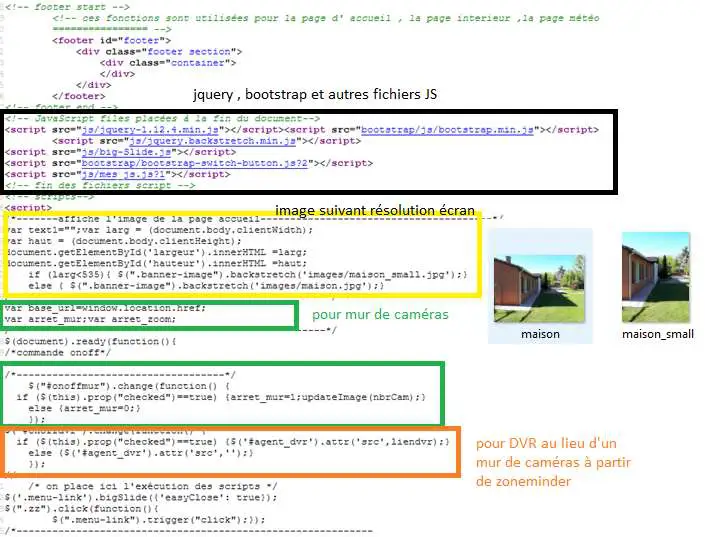 <!-- footer start -->
<!-- ces fonctions sont utilisées pour la page d' accueil , la page interieur ,la page météo
================ -->
<footer id="footer">
<div class="footer section">
<div class="container">
</div>
</div>
</footer>
<!-- footer end -->
jquery , bootstrap et autres fichiers JS
<!-- JavaScript files placées à la fin du document-->
<script src="js/jquery-1.12.4.min.js"></script><script src="bootstrap/js/bootstrap.min.js"></script>
<script src="js/jquery.backstretch.min.js"></script>
<script src="js/big-Slide.js"></script>
<script src="bootstrap/bootstrap-switch-button.js?2"></script>
<script src="js/mes_js.js?1"></script>
<!-- fin des fichiers script -->
<!-- scripts-->
<script>
image suivant résolution écran
/*-------affiche l'image de la page accueil-----------------------------------*/
var text1="";var larg = (document.body.clientWidth);
var haut = (document.body.clientHeight);
document.getElementById('largeur').innerHTML =larg;
document.getElementById('hauteur').innerHTML =haut;
if (larg<535){ $(".banner-image").backstretch('images/maison_small.jpg');}
else { $(".banner-image").backstretch('images/maison.jpg');}
maison
maison_small
var base_url=window.location.href;
var arret_mur;var arret_zoom;
pour mur de caméras
$(document).ready(function(){
/*commande onoff*/
/*----------------------------------*/
$("#onoffmur").change(function() {
if ($(this).prop("checked")==true) {arret_mur=1;updateImage(nbrCam);}
else {arret_mur=0;}
});
$("#onoffdvr").change(function() {
if ($(this).prop("checked")==true) {$('#agent_dvr').attr('src',liendvr);}
else {$('#agent_dvr').attr('src','');}
});
pour DVR au lieu d'un
mur de caméras à partir
de zoneminder
/* on place ici l'exécution des scripts */
$('.menu-link').bigSlide({'easyClose': true});
$(".zz").click(function(){
$(".menu-link").trigger("click");});
/*---------------------------------------------------------